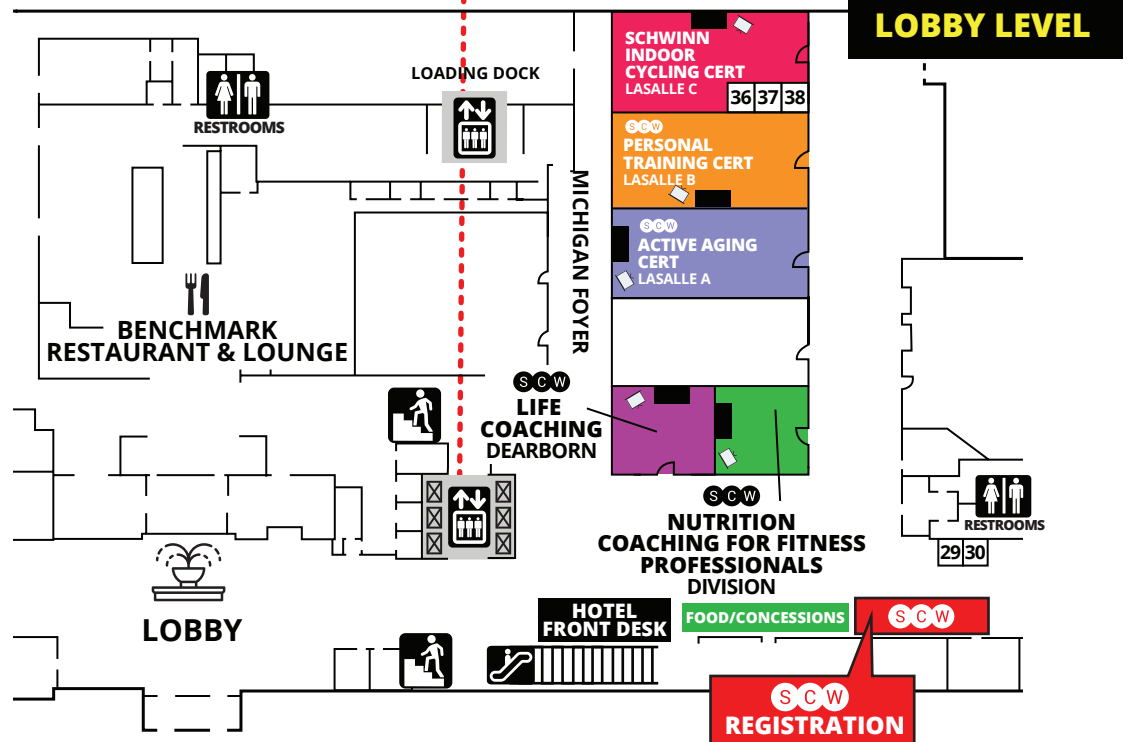 LOBBY LEVEL
LOADING DOCK
RESTROOMS
SCHWINN
INDOOR
CYCLING CERT
LASALLE C
36 37 38
SCW
PERSONAL
TRAINING CERT
LASALLE B
SCW
ACTIVE AGING
CERT
LASALLE A
MICHIGAN FOYER
BENCHMARK
RESTAURANT & LOUNGE
SCW
LIFE
COACHING
DEARBORN
SCW
NUTRITION
COACHING FOR FITNESS
PROFESSIONALS
DIVISION
RESTROOMS
29 30
LOBBY
HOTEL
FRONT DESK
FOOD/CONCESSIONS
SCW
SCW
REGISTRATION